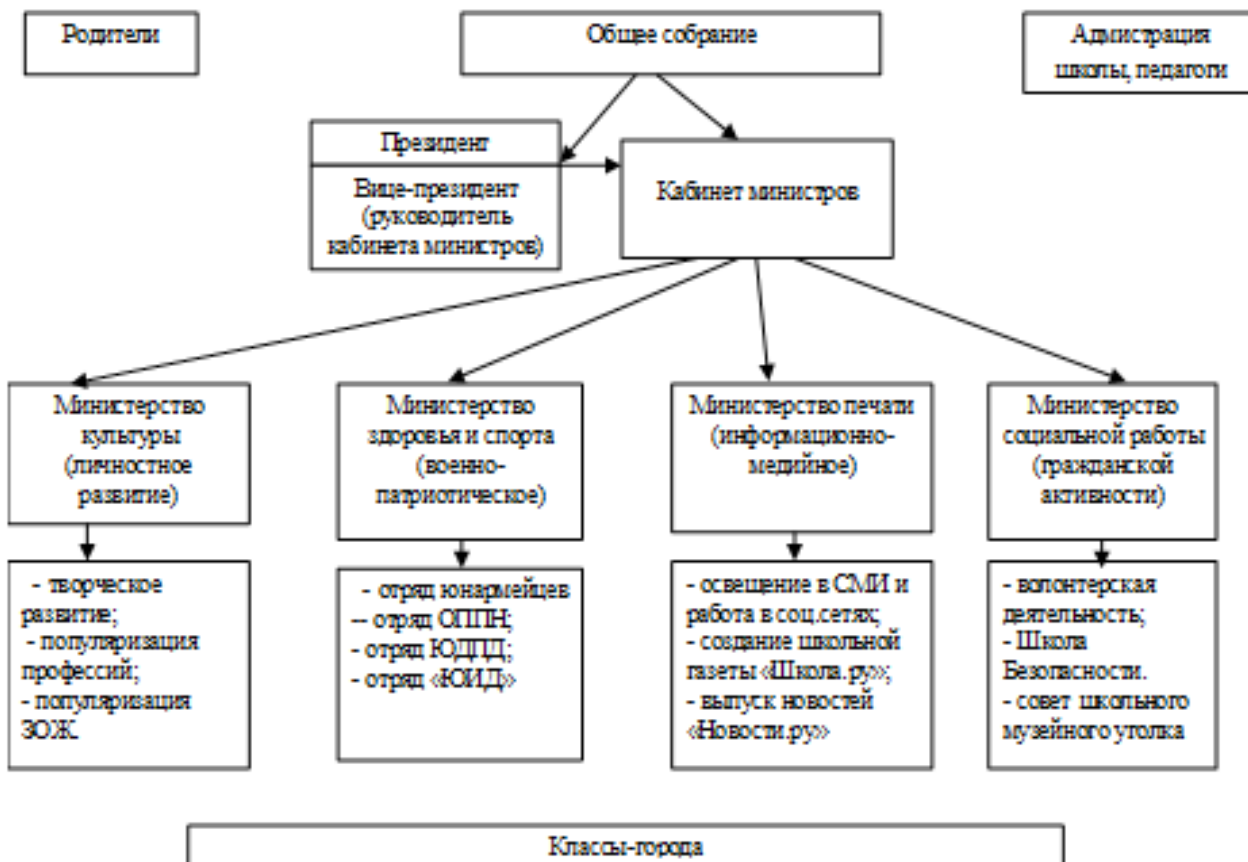 Родители
Общее собрание
Адмистрация
школы, педагоги
Президент
Вице-президент
(руководитель
кабинета министров)
Кабинет министров
Министерство
культуры
(личностное
развитие)
Министерство
здоровья и спорта
(военно-
патриотическое)
Министерство печати
(информационно-
медийное)
Министерство
социальной работы
(гражданской
активности)
- творческое
развитие;
- популяризация
профессий;
- популяризация
ЗОЖ.
- отряд юнармейцев
-- отряд ОППН;
- отряд ЮДПД;
- отряд «ЮИД»
- освещение в СМИ и
работа в соц.сетях;
- создание школьной
газеты «Школа.ру»;
- выпуск новостей
«Новости.ру»
- волонтерская
деятельность;
- Школа
Безопасности.
- совет школьного
музейного уголка
Классы-города